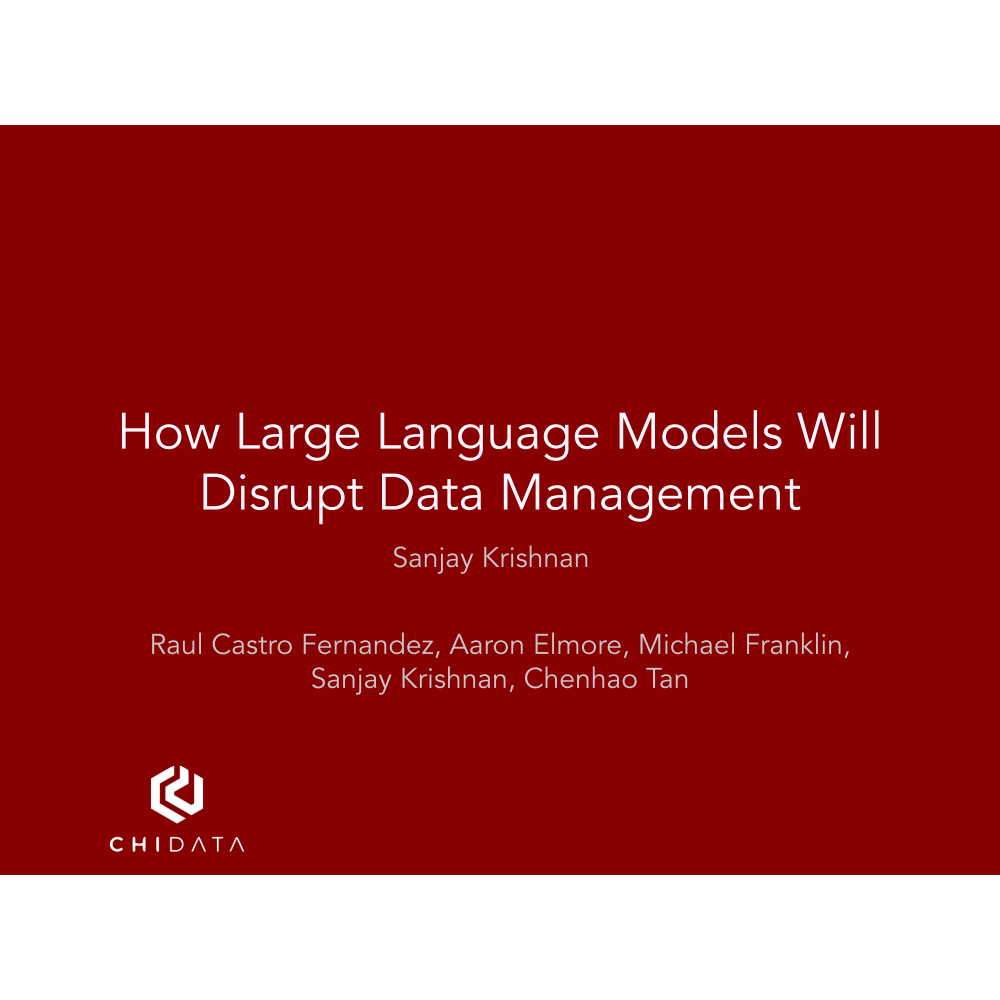 How Large Language Models Will
Disrupt Data Management
Sanjay Krishnan
Raul Castro Fernandez, Aaron Elmore, Michael Franklin,
Sanjay Krishnan, Chenhao Tan
CHIDATA